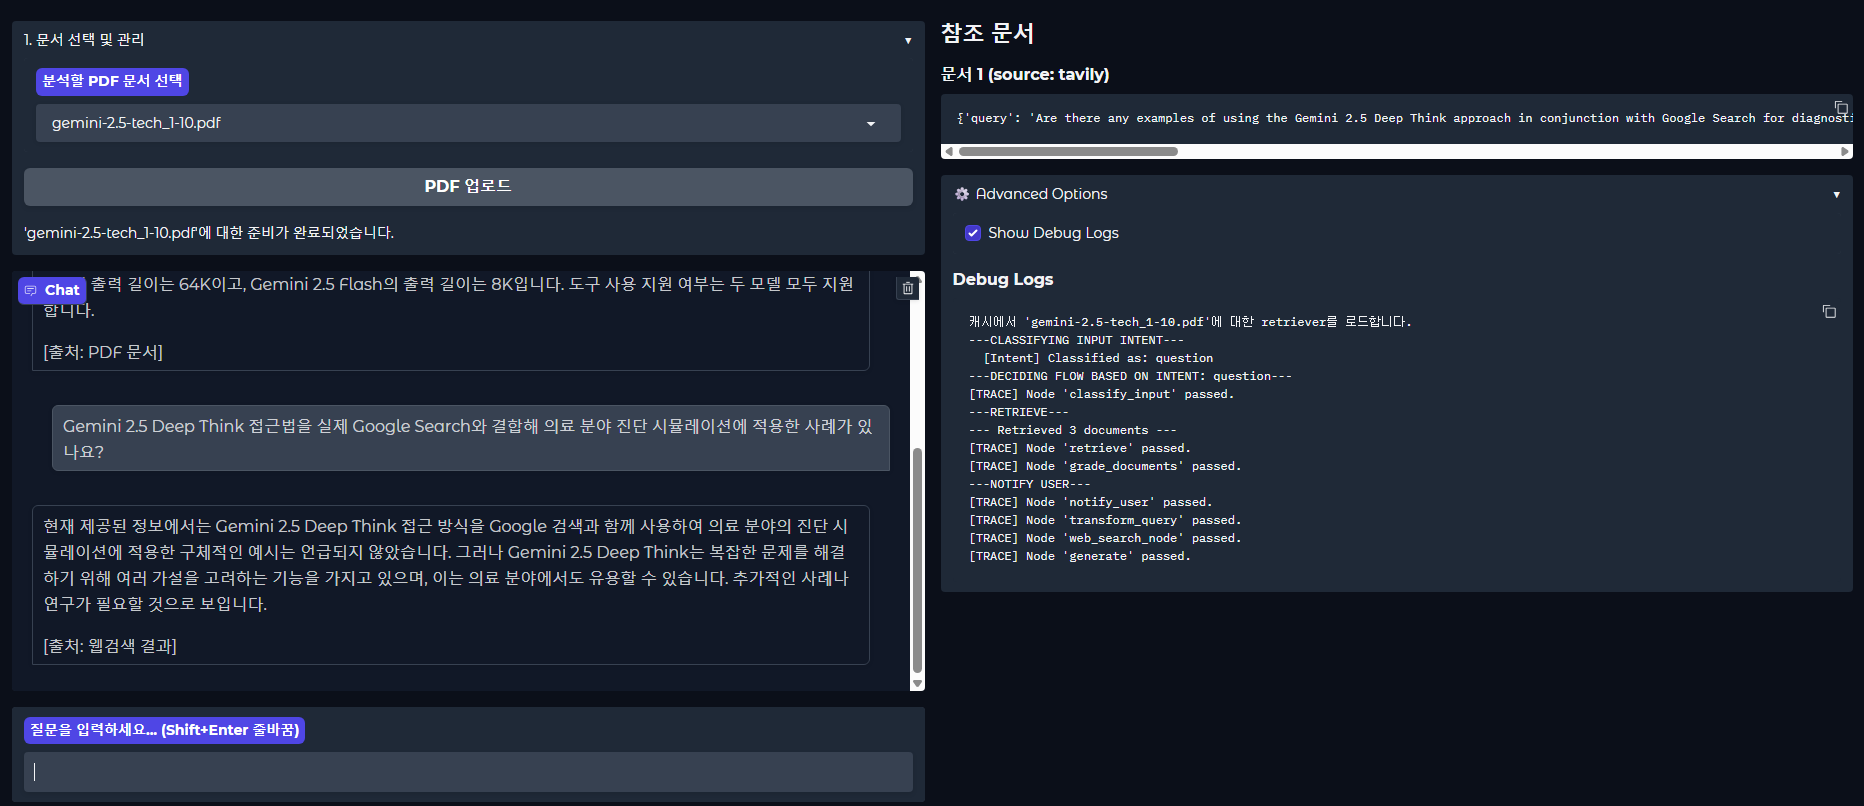 1. 문서 선택 및 관리
분석할 PDF 문서 선택
gemini-2.5-tech_1-10.pdf
PDF 업로드
'gemini-2.5-tech_1-10.pdf'에 대한 준비가 완료되었습니다.
Chat
출력 길이는 64K이고, Gemini 2.5 Flash의 출력 길이는 8K입니다. 도구 사용 지원 여부는 두 모델 모두 지원
합니다.
[출처: PDF 문서]
Gemini 2.5 Deep Think 접근법을 실제 Google Search와 결합해 의료 분야 진단 시뮬레이션에 적용한 사례가 있
나요?
현재 제공된 정보에서는 Gemini 2.5 Deep Think 접근 방식을 Google 검색과 함께 사용하여 의료 분야의 진단 시
뮬레이션에 적용한 구체적인 예시는 언급되지 않았습니다. 그러나 Gemini 2.5 Deep Think는 복잡한 문제를 해결
하기 위해 여러 가설을 고려하는 기능을 가지고 있으며, 이는 의료 분야에서도 유용할 수 있습니다. 추가적인 사례나
연구가 필요할 것으로 보입니다.
[출처: 웹검색 결과]
질문을 입력하세요... (Shift+Enter 줄바꿈)
참조 문서
문서 1 (source: tavily)
{'query': 'Are there any examples of using the Gemini 2.5 Deep Think approach in conjunction with Google Search for diagnosti
Advanced Options
Show Debug Logs
Debug Logs
캐시에서 'gemini-2.5-tech_1-10.pdf'에 대한 retriever를 로드합니다.
---CLASSIFYING INPUT INTENT---
[Intent] Classified as: question
---DECIDING FLOW BASED ON INTENT: question---
[TRACE] Node 'classify_input' passed.
---RETRIEVE---
--- Retrieved 3 documents ---
[TRACE] Node 'retrieve' passed.
[TRACE] Node 'grade_documents' passed.
---NOTIFY USER---
[TRACE] Node 'notify_user' passed.
[TRACE] Node 'transform_query' passed.
[TRACE] Node 'web_search_node' passed.
[TRACE] Node 'generate' passed.